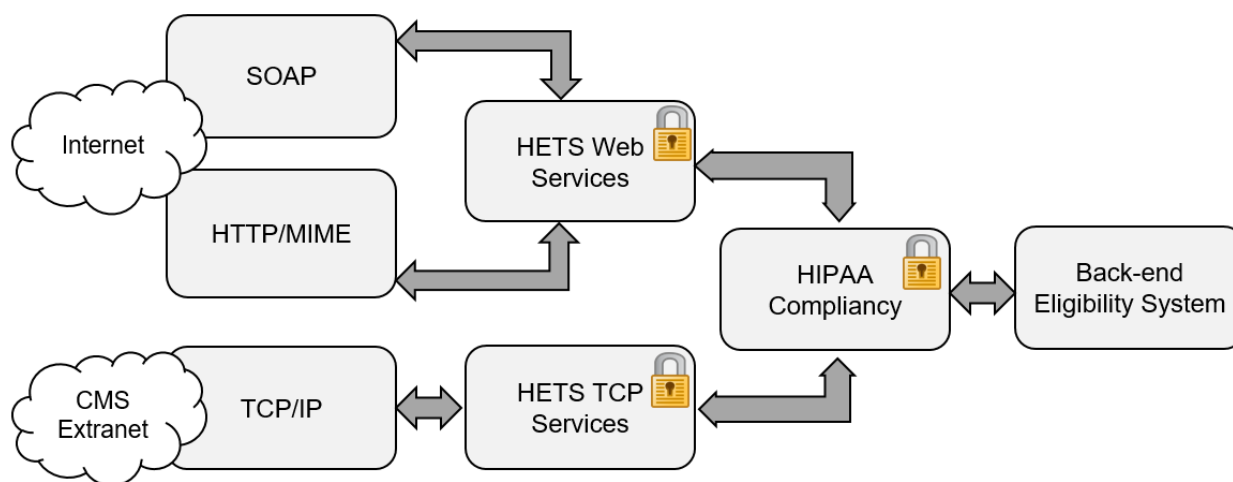 SOAP
Internet
HTTP/MIME
HETS Web
Services
HIPAA
Compliancy
Back-end
Eligibility System
CMS
Extranet
TCP/IP
HETS TCP
Services